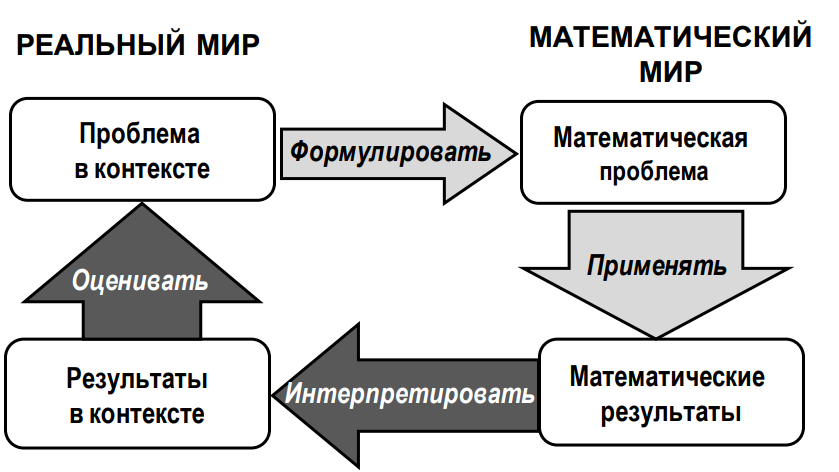 РЕАЛЬНЫЙ МИР
МАТЕМАТИЧЕСКИЙ
МИР
Проблема
в контексте
Формулировать
Математическая
проблема
Применять
Математические
результаты
Интерпретировать
Результаты
в контексте
Оценивать